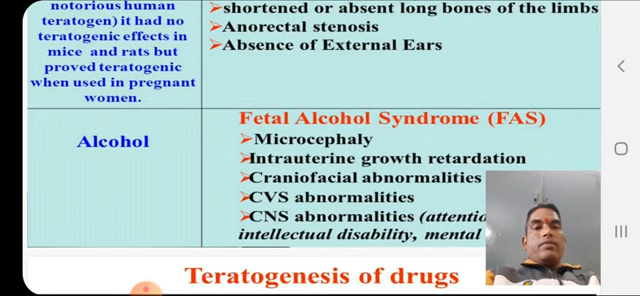 notorious human
teratogen) it had no
teratogenic effects in
mice and rats but
proved teratogenic
when used in pregnant
women.
➢shortened or absent long bones of the limbs
➢Anorectal stenosis
➢Absence of External Ears
Alcohol
Fetal Alcohol Syndrome (FAS)
➢Microcephaly
➢Intrauterine growth retardation
➢Craniofacial abnormalities
➢CVS abnormalities
➢CNS abnormalities (attentio
intellectual disability, mental
Teratogenesis of drugs